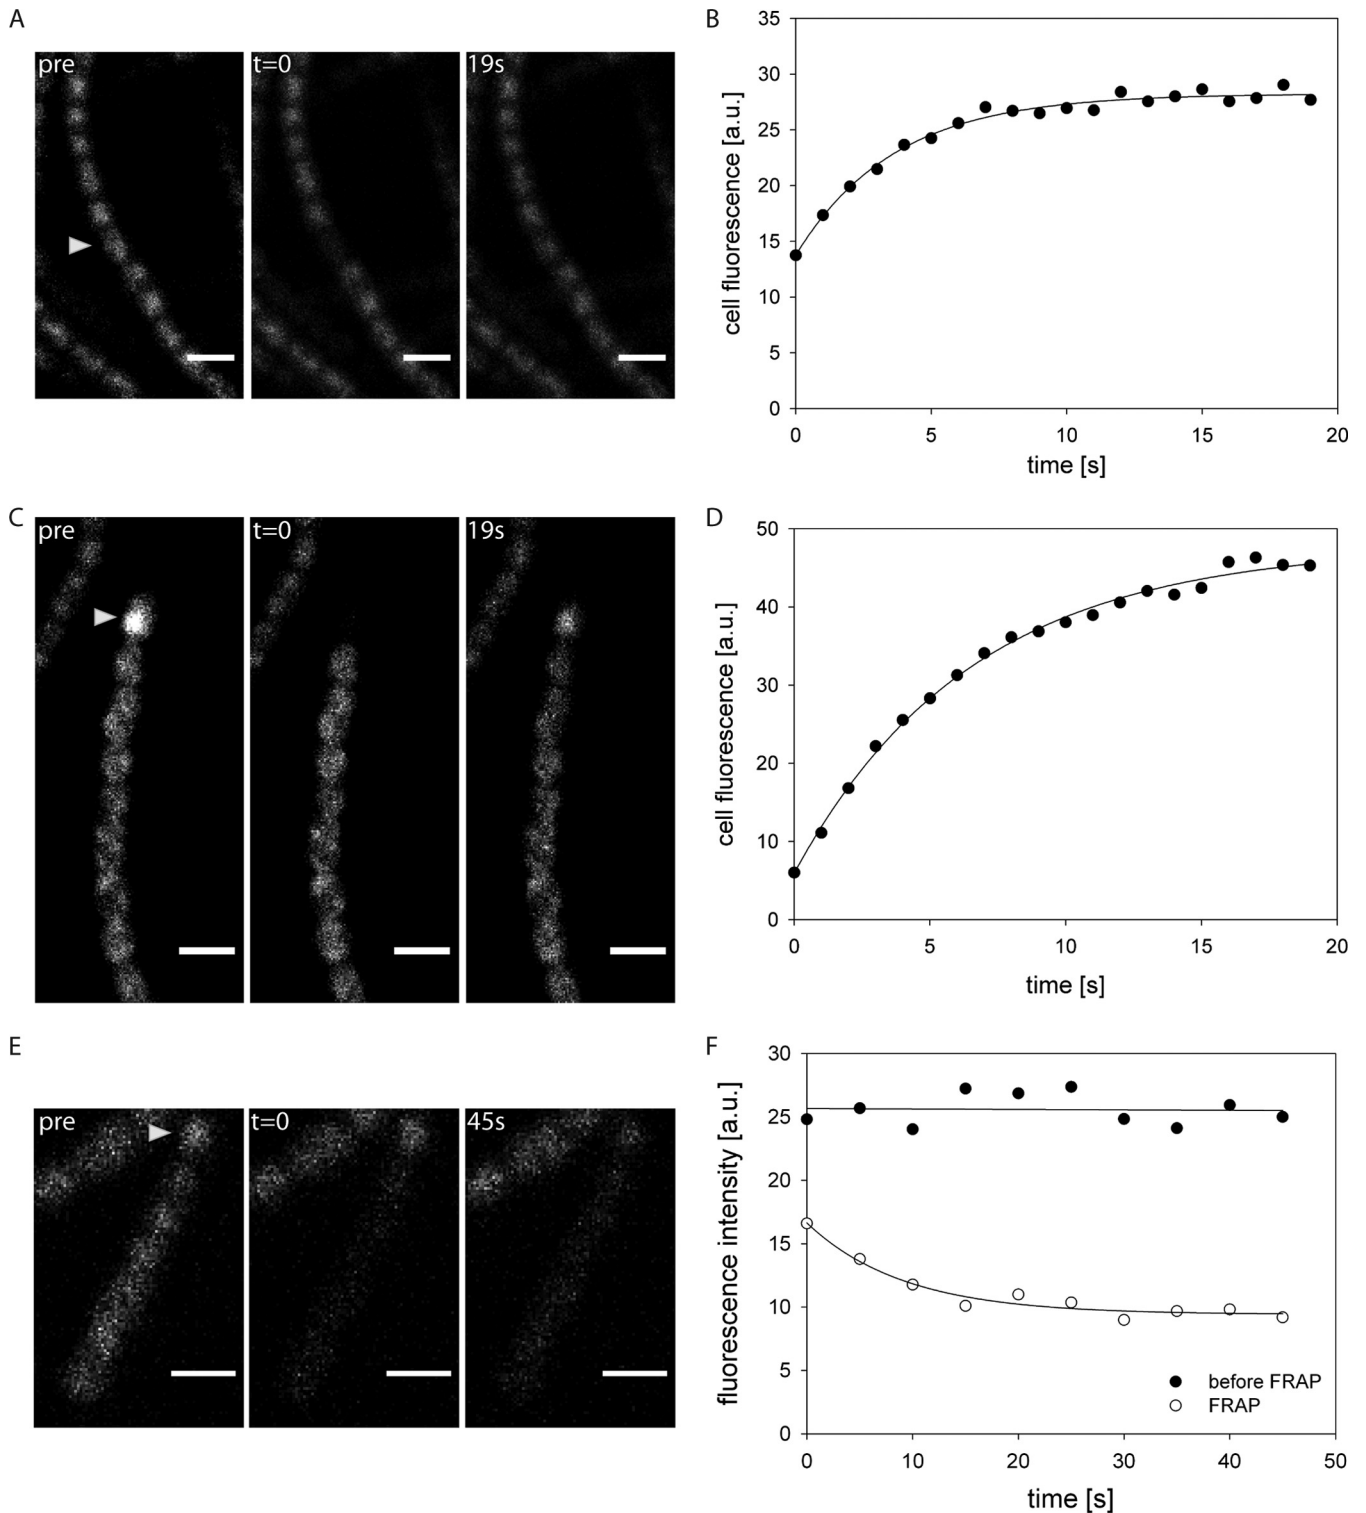 A
pre
t=0
19s
B
35
30
25
20
15
10
5
0
cell fluorescence [a.u.]
0 5 10 15 20
time [s]
C
pre
t=0
19s
D
50
40
30
20
10
0
cell fluorescence [a.u.]
0 5 10 15 20
time [s]
E
pre
t=0
45s
F
30
25
20
15
10
5
0
fluorescence intensity [a.u.]
before FRAP
FRAP
0 10 20 30 40 50
time [s]